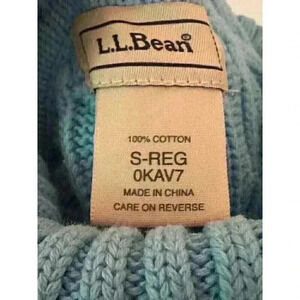 L.L.Bean®
100% COTTON
S-REG
0KAV7
MADE IN CHINA
CARE ON REVERSE